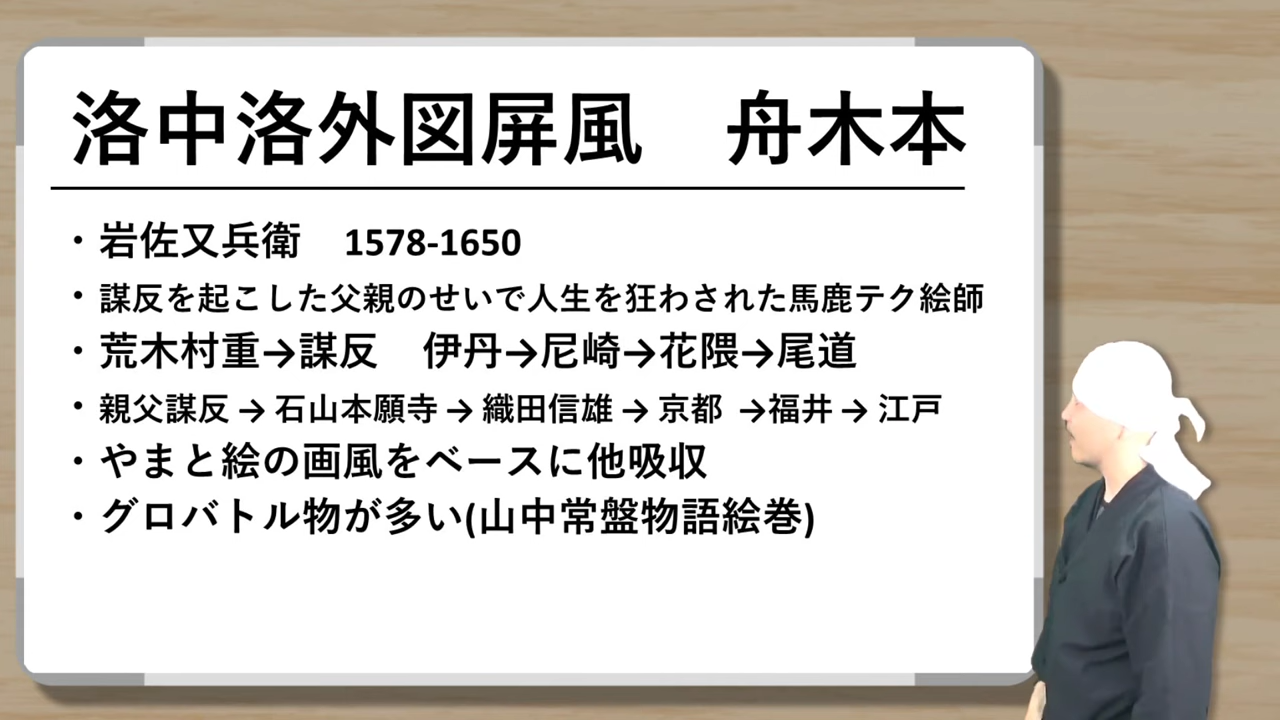 洛中洛外図屏風　舟木本
・岩佐又兵衛　1578-1650
・謀反を起こした父親のせいで人生を狂わされた馬鹿テク絵師
・荒木村重→謀反　伊丹→尼崎→花隈→尾道
・親父謀反 → 石山本願寺 → 織田信雄 → 京都 →福井 → 江戸
・やまと絵の画風をベースに他吸収
・グロバトル物が多い(山中常盤物語絵巻)